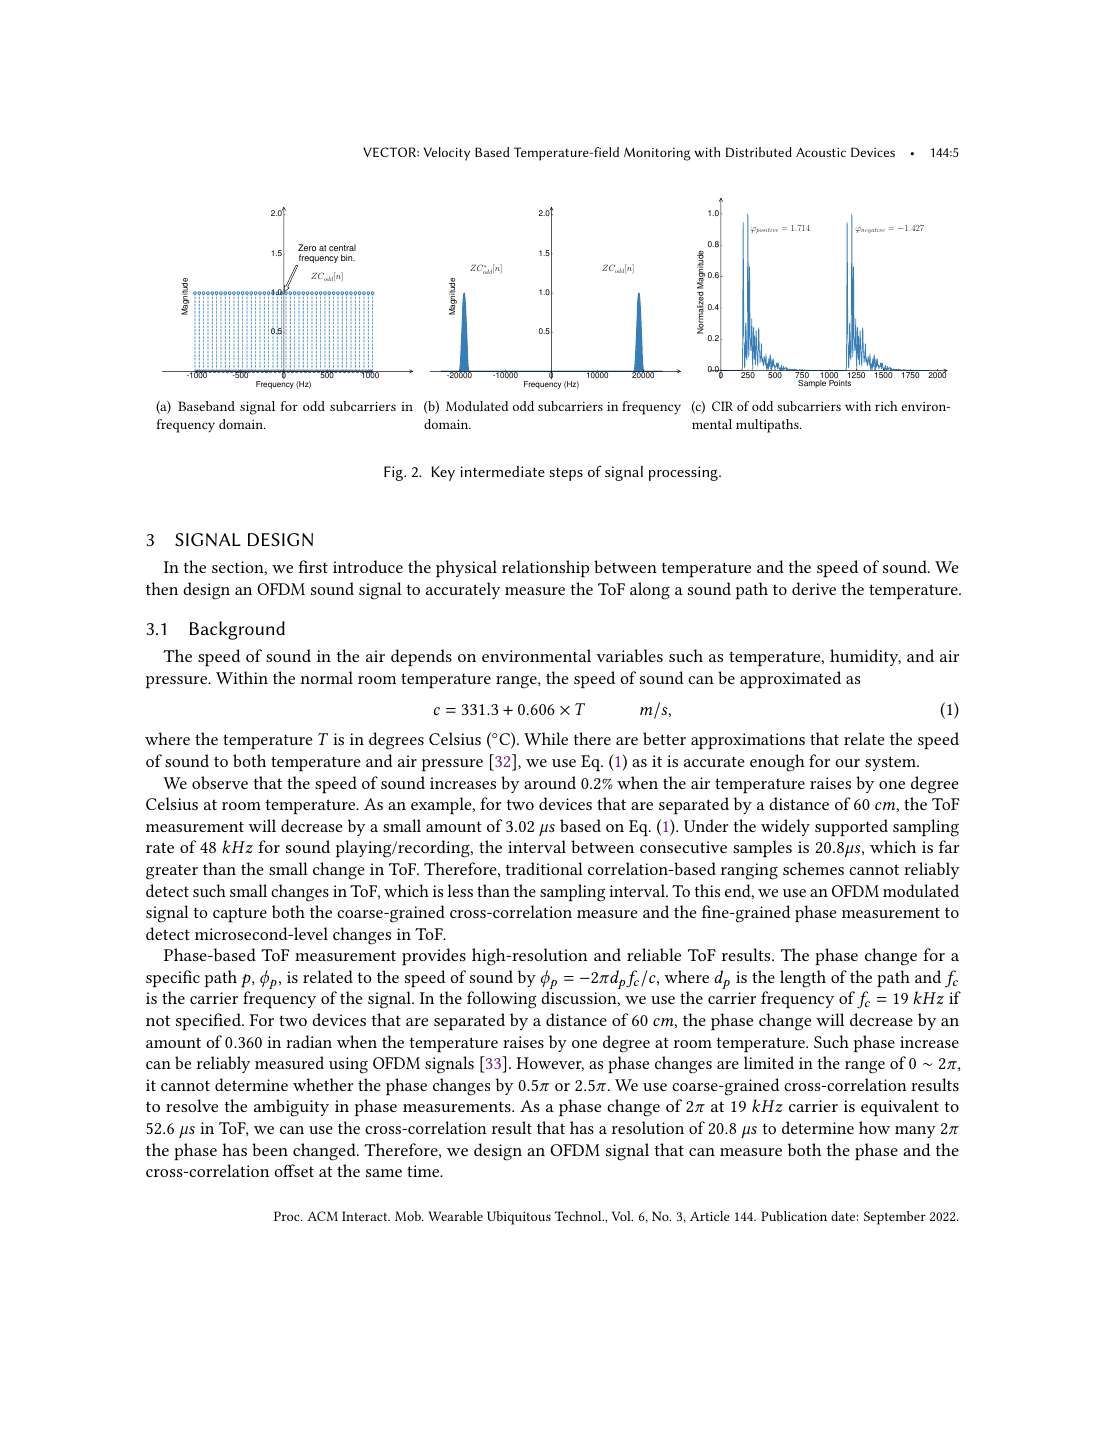 VECTOR: Velocity Based Temperature-field Monitoring with Distributed Acoustic Devices • 144:5
2.0
1.5
1.0
0.5
Magnitude
Zero at central
frequency bin.
ZC_odd[n]
-1000 -500 0 500 1000
Frequency (Hz)
2.0
1.5
1.0
0.5
Magnitude
ZC*_odd[n] ZC_odd[n]
-20000 -10000 0 10000 20000
Frequency (Hz)
1.0
0.8
0.6
0.4
0.2
0.0
Normalized Magnitude
φ_positive = 1.714 φ_negative = −1.427
0 250 500 750 1000 1250 1500 1750 2000
Sample Points
(a) Baseband signal for odd subcarriers in
frequency domain.
(b) Modulated odd subcarriers in frequency
domain.
(c) CIR of odd subcarriers with rich environ-
mental multipaths.
Fig. 2. Key intermediate steps of signal processing.
3 SIGNAL DESIGN
In the section, we first introduce the physical relationship between temperature and the speed of sound. We
then design an OFDM sound signal to accurately measure the ToF along a sound path to derive the temperature.
3.1 Background
The speed of sound in the air depends on environmental variables such as temperature, humidity, and air
pressure. Within the normal room temperature range, the speed of sound can be approximated as
c = 331.3 + 0.606 × T m/s, (1)
where the temperature T is in degrees Celsius (°C). While there are better approximations that relate the speed
of sound to both temperature and air pressure [32], we use Eq. (1) as it is accurate enough for our system.
We observe that the speed of sound increases by around 0.2% when the air temperature raises by one degree
Celsius at room temperature. As an example, for two devices that are separated by a distance of 60 cm, the ToF
measurement will decrease by a small amount of 3.02 μs based on Eq. (1). Under the widely supported sampling
rate of 48 kHz for sound playing/recording, the interval between consecutive samples is 20.8μs, which is far
greater than the small change in ToF. Therefore, traditional correlation-based ranging schemes cannot reliably
detect such small changes in ToF, which is less than the sampling interval. To this end, we use an OFDM modulated
signal to capture both the coarse-grained cross-correlation measure and the fine-grained phase measurement to
detect microsecond-level changes in ToF.
Phase-based ToF measurement provides high-resolution and reliable ToF results. The phase change for a
specific path p, ϕ_p, is related to the speed of sound by ϕ_p = −2πd_p f_c/c, where d_p is the length of the path and f_c
is the carrier frequency of the signal. In the following discussion, we use the carrier frequency of f_c = 19 kHz if
not specified. For two devices that are separated by a distance of 60 cm, the phase change will decrease by an
amount of 0.360 in radian when the temperature raises by one degree at room temperature. Such phase increase
can be reliably measured using OFDM signals [33]. However, as phase changes are limited in the range of 0 ∼ 2π,
it cannot determine whether the phase changes by 0.5π or 2.5π. We use coarse-grained cross-correlation results
to resolve the ambiguity in phase measurements. As a phase change of 2π at 19 kHz carrier is equivalent to
52.6 μs in ToF, we can use the cross-correlation result that has a resolution of 20.8 μs to determine how many 2π
the phase has been changed. Therefore, we design an OFDM signal that can measure both the phase and the
cross-correlation offset at the same time.
Proc. ACM Interact. Mob. Wearable Ubiquitous Technol., Vol. 6, No. 3, Article 144. Publication date: September 2022.